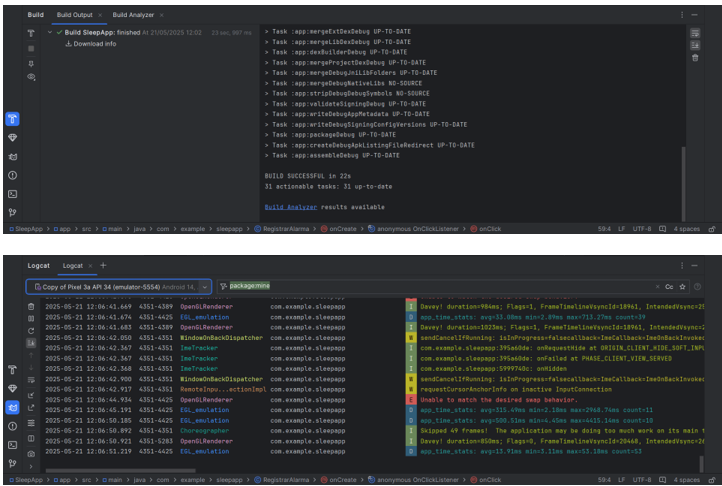 Build Build Output × Build Analyzer ×
Build SleepApp: finished At 21/05/2025 12:02 23 sec, 997 ms
Download info
> Task :app:mergeExtDexDebug UP-TO-DATE
> Task :app:mergeLibDexDebug UP-TO-DATE
> Task :app:dexBuilderDebug UP-TO-DATE
> Task :app:mergeProjectDexDebug UP-TO-DATE
> Task :app:mergeDebugJniLibFolders UP-TO-DATE
> Task :app:mergeDebugNativeLibs NO-SOURCE
> Task :app:stripDebugDebugSymbols NO-SOURCE
> Task :app:validateSigningDebug UP-TO-DATE
> Task :app:writeDebugAppMetadata UP-TO-DATE
> Task :app:writeDebugSigningConfigVersions UP-TO-DATE
> Task :app:packageDebug UP-TO-DATE
> Task :app:createDebugApkListingFileRedirect UP-TO-DATE
> Task :app:assembleDebug UP-TO-DATE
BUILD SUCCESSFUL in 22s
31 actionable tasks: 31 up-to-date
Build Analyzer results available
SleepApp > app > src > main > java > com > example > sleepapp > RegistrarAlarma > onCreate > anonymous OnClickListener > onClick 59:4 LF UTF-8 4 spaces
Logcat Logcat × +
Copy of Pixel 3a API 34 (emulator-5554) Android 14, package:mine Cc
2025-05-21 12:06:41.669 4351-4389 OpenGLRenderer com.example.sleepapp I Davey! duration=984ms; Flags=1, FrameTimelineVsyncId=18961, IntendedVsync=25
2025-05-21 12:06:41.674 4351-4425 EGL_emulation com.example.sleepapp D app_time_stats: avg=33.08ms min=2.89ms max=713.27ms count=39
2025-05-21 12:06:41.683 4351-4389 OpenGLRenderer com.example.sleepapp I Davey! duration=1023ms; Flags=1, FrameTimelineVsyncId=18961, IntendedVsync=2
2025-05-21 12:06:42.050 4351-4351 WindowOnBackDispatcher com.example.sleepapp W sendCancelIfRunning: isInProgress=falsecallback=ImeCallback=ImeOnBackInvoked
2025-05-21 12:06:42.367 4351-4351 ImeTracker com.example.sleepapp I com.example.sleepapp:395a60de: onRequestHide at ORIGIN_CLIENT_HIDE_SOFT_INPU
2025-05-21 12:06:42.367 4351-4351 ImeTracker com.example.sleepapp I com.example.sleepapp:395a60de: onFailed at PHASE_CLIENT_VIEW_SERVED
2025-05-21 12:06:42.368 4351-4351 ImeTracker com.example.sleepapp I com.example.sleepapp:5999740c: onHidden
2025-05-21 12:06:42.900 4351-4351 WindowOnBackDispatcher com.example.sleepapp W sendCancelIfRunning: isInProgress=falsecallback=ImeCallback=ImeOnBackInvoked
2025-05-21 12:06:42.917 4351-4351 RemoteInpu...ectionImpl com.example.sleepapp W requestCursorAnchorInfo on inactive InputConnection
2025-05-21 12:06:44.934 4351-4425 OpenGLRenderer com.example.sleepapp E Unable to match the desired swap behavior.
2025-05-21 12:06:45.191 4351-4425 EGL_emulation com.example.sleepapp D app_time_stats: avg=315.49ms min=2.18ms max=2968.74ms count=11
2025-05-21 12:06:50.185 4351-4425 EGL_emulation com.example.sleepapp D app_time_stats: avg=500.51ms min=4.45ms max=4415.14ms count=10
2025-05-21 12:06:50.892 4351-4351 Choreographer com.example.sleepapp I Skipped 49 frames! The application may be doing too much work on its main t
2025-05-21 12:06:50.921 4351-5283 OpenGLRenderer com.example.sleepapp I Davey! duration=850ms; Flags=0, FrameTimelineVsyncId=20468, IntendedVsync=26
2025-05-21 12:06:51.219 4351-4425 EGL_emulation com.example.sleepapp D app_time_stats: avg=13.91ms min=3.11ms max=53.18ms count=53
SleepApp > app > src > main > java > com > example > sleepapp > RegistrarAlarma > onCreate > anonymous OnClickListener > onClick 59:4 LF UTF-8 4 spaces